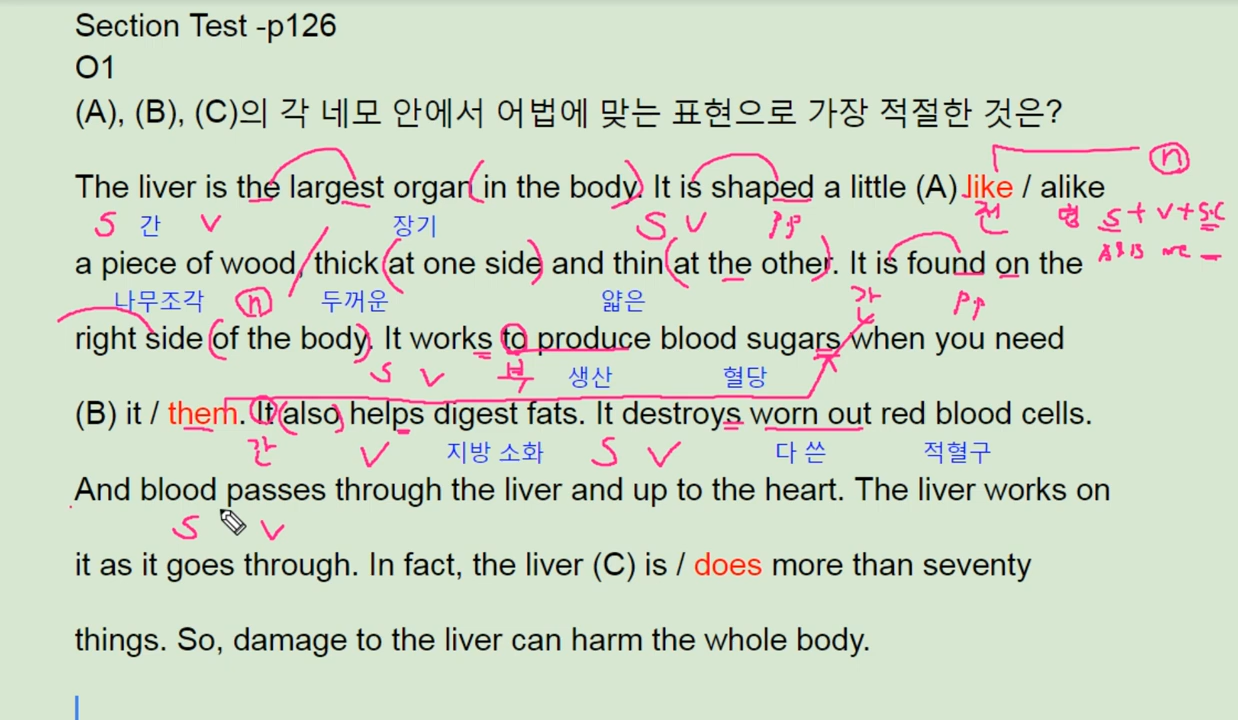 Section Test -p126
O1
(A), (B), (C)의 각 네모 안에서 어법에 맞는 표현으로 가장 적절한 것은?
n
The liver is the largest organ in the body. It is shaped a little (A) like / alike
S 간 V 장기 S V pp 전 형 S + V + S.C
a piece of wood, thick at one side and thin at the other. It is found on the
나무조각 n 두꺼운 얇은 pp
right side of the body. It works to produce blood sugars when you need
S V 부 생산 혈당
(B) it / them. It also helps digest fats. It destroys worn out red blood cells.
간 V 지방 소화 S V 다 쓴 적혈구
And blood passes through the liver and up to the heart. The liver works on
S V
it as it goes through. In fact, the liver (C) is / does more than seventy
things. So, damage to the liver can harm the whole body.